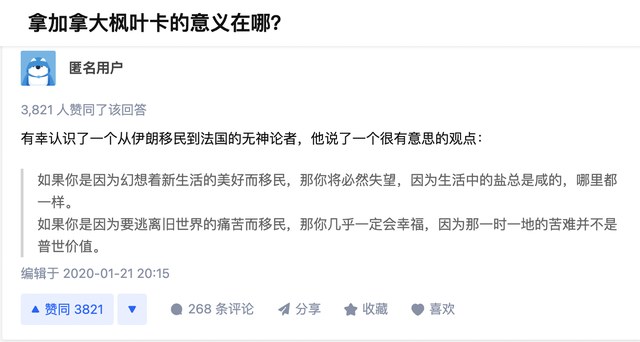 拿加拿大枫叶卡的意义在哪？
匿名用户
3,821 人赞同了该回答
有幸认识了一个从伊朗移民到法国的无神论者，他说了一个很有意思的观点：
如果你是因为幻想着新生活的美好而移民，那你将必然失望，因为生活中的盐总是咸的，哪里都
一样。
如果你是因为要逃离旧世界的痛苦而移民，那你几乎一定会幸福，因为那一时一地的苦难并不是
普世价值。
编辑于 2020-01-21 20:15
赞同 3821 268 条评论 分享 收藏 喜欢